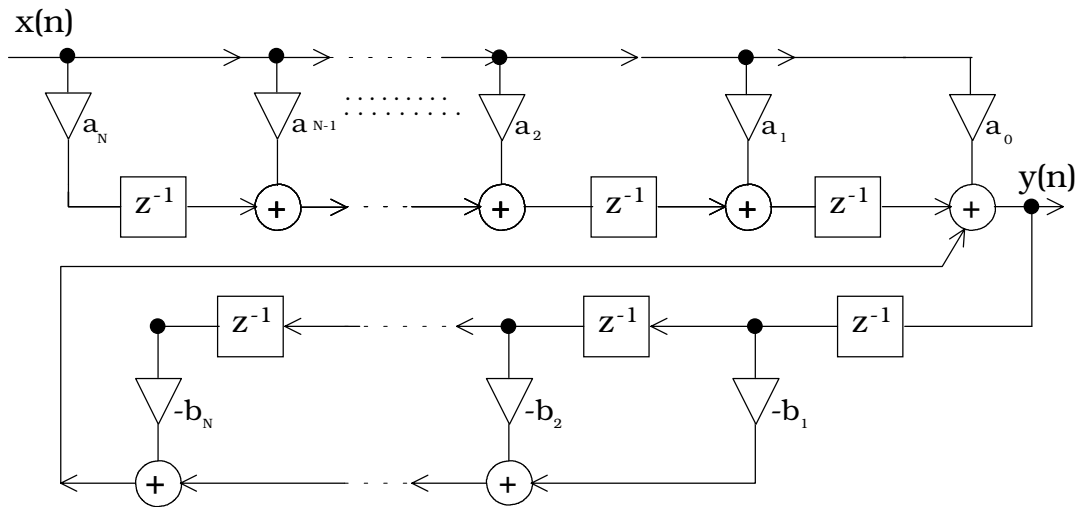 x(n)
a_N a_N-1 a_2 a_1 a_0
y(n)
z⁻¹ + + z⁻¹ + z⁻¹ +
z⁻¹ z⁻¹ z⁻¹
-b_N -b_2 -b_1
+ +